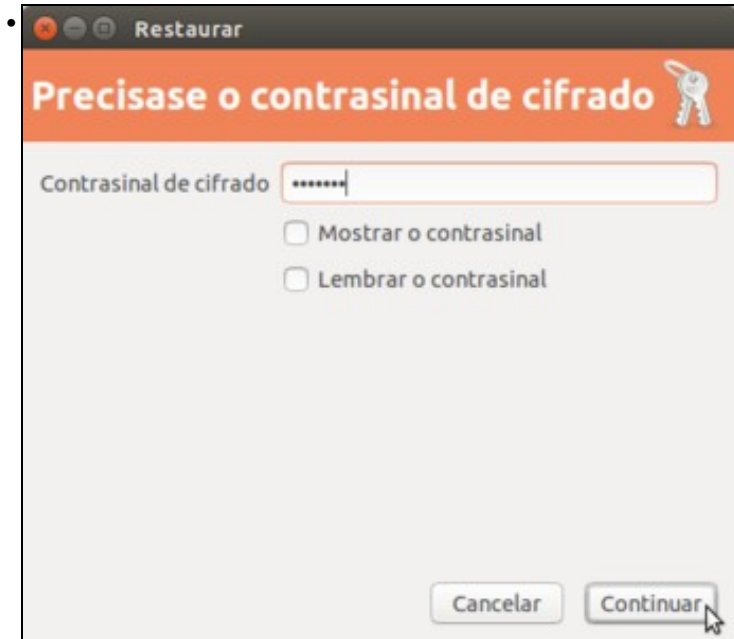 Restaurar
Precisase o contrasinal de cifrado
Contrasinal de cifrado •••••••
Mostrar o contrasinal
Lembrar o contrasinal
Cancelar Continuar